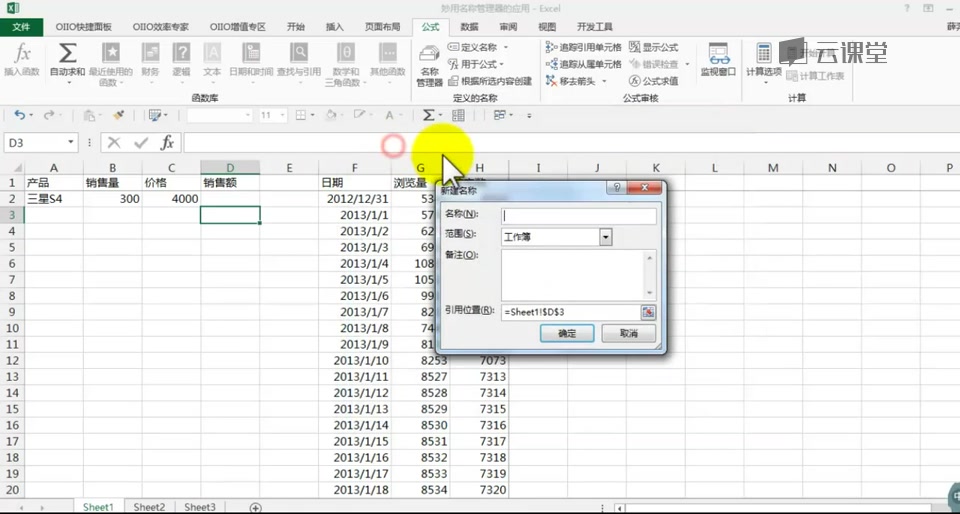 妙用名称管理器的应用 - Excel
文件 OIIO快捷面板 OIIO效率专家 OIIO增值专区 开始 插入 页面布局 公式 数据 审阅 视图 开发工具
fx Σ 定义名称 追踪引用单元格 显示公式 云课堂
用于公式 追踪从属单元格 错误检查
插入函数 自动求和 最近使用的函数 财务 逻辑 文本 日期和时间 查找与引用 数学和三角函数 其他函数 名称管理器 根据所选内容创建 移去箭头 公式求值 监视窗口 计算选项 计算工作表
函数库 定义的名称 公式审核 计算
11 A Σ
D3 fx
A B C D E F G H I J K L M N O P
1 产品 销售量 价格 销售额 日期 浏览量
2 三星S4 300 4000 2012/12/31
3 2013/1/1
4 2013/1/2
5 2013/1/3
6 2013/1/4
7 2013/1/5
8 2013/1/6
9 2013/1/7
10 2013/1/8
11 2013/1/9
12 2013/1/10 8253 7073
13 2013/1/11 8527 7313
14 2013/1/12 8528 7314
15 2013/1/13 8529 7315
16 2013/1/14 8530 7316
17 2013/1/15 8531 7317
18 2013/1/16 8532 7318
19 2013/1/17 8533 7319
20 2013/1/18 8534 7320
新建名称
名称(N):
范围(S): 工作簿
备注(O):
引用位置(R): =Sheet1!$D$3
确定 取消
Sheet1 Sheet2 Sheet3